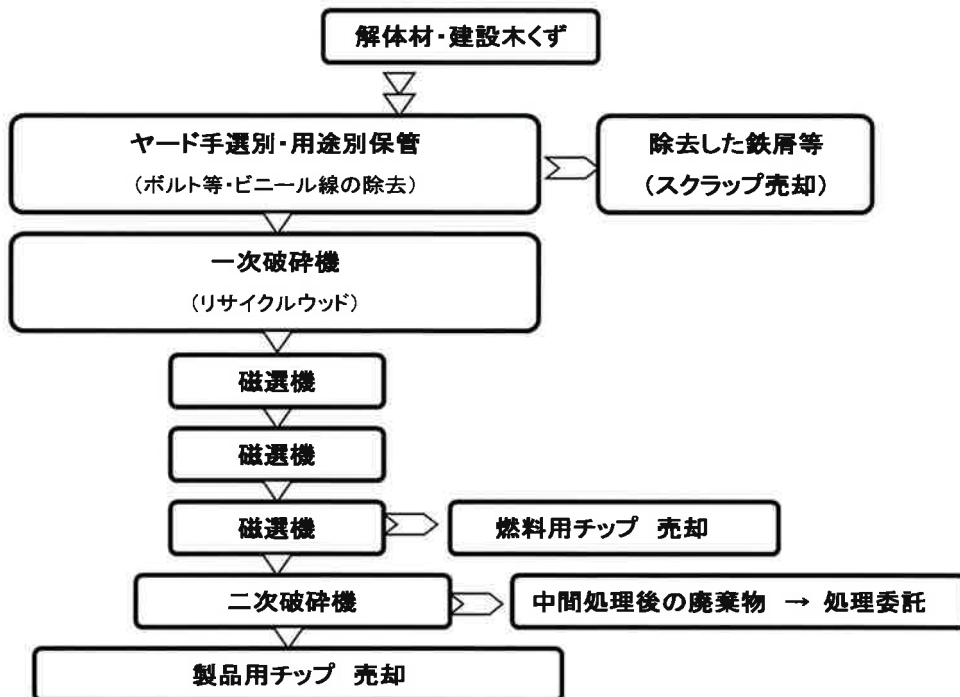 解体材・建設木くず
ヤード手選別・用途別保管
(ボルト等・ビニール線の除去)
除去した鉄屑等
(スクラップ売却)
一次破砕機
(リサイクルウッド)
磁選機
磁選機
磁選機
燃料用チップ 売却
二次破砕機
中間処理後の廃棄物 → 処理委託
製品用チップ 売却